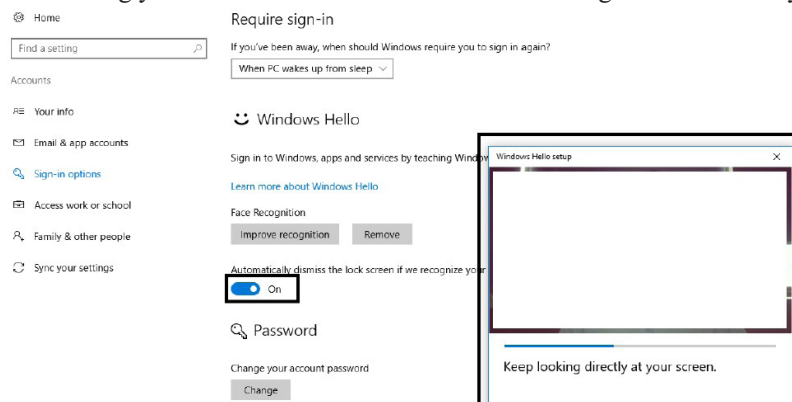 Home
Find a setting
Accounts
Your info
Email & app accounts
Sign-in options
Access work or school
Family & other people
Sync your settings
Require sign-in
If you've been away, when should Windows require you to sign in again?
When PC wakes up from sleep
Windows Hello
Sign in to Windows, apps and services by teaching
Learn more about Windows Hello
Face Recognition
Improve recognition Remove
Automatically dismiss the lock screen if we recognize
On
Password
Change your account password
Change
Windows Hello setup
Keep looking directly at your screen.